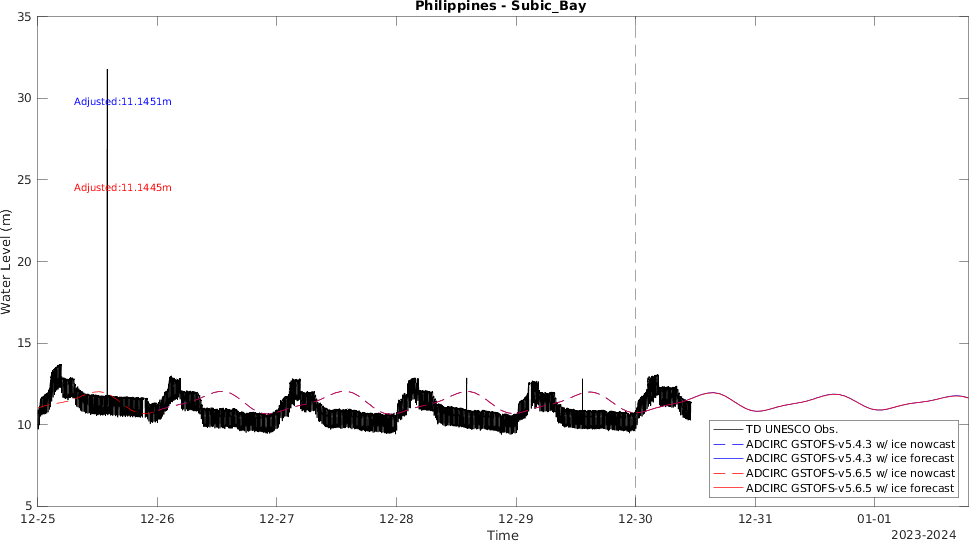 Philippines - Subic_Bay
35
30
25
20
15
10
5
Water Level (m)
Adjusted:11.1451m
Adjusted:11.1445m
TD UNESCO Obs.
ADCIRC GSTOFS-v5.4.3 w/ ice nowcast
ADCIRC GSTOFS-v5.4.3 w/ ice forecast
ADCIRC GSTOFS-v5.6.5 w/ ice nowcast
ADCIRC GSTOFS-v5.6.5 w/ ice forecast
12-25 12-26 12-27 12-28 12-29 12-30 12-31 01-01
Time
2023-2024